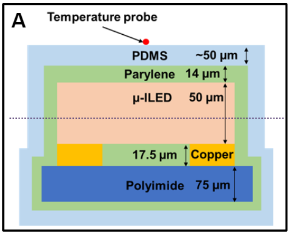 A
Temperature probe
PDMS ~50 μm
Parylene 14 μm
μ-ILED 50 μm
17.5 μm Copper
Polyimide 75 μm